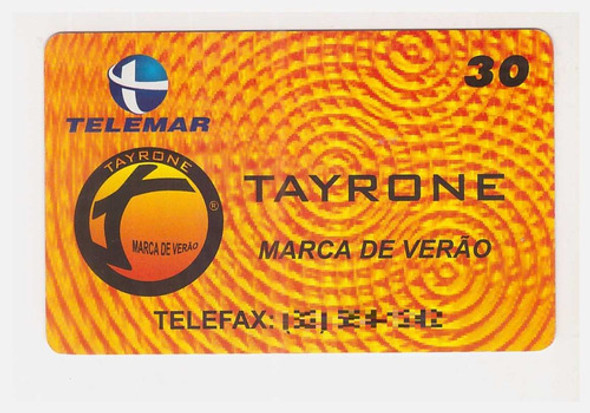 30
TELEMAR
TAYRONE
MARCA DE VERÃO
®
TAYRONE
MARCA DE VERÃO
TELEFAX: